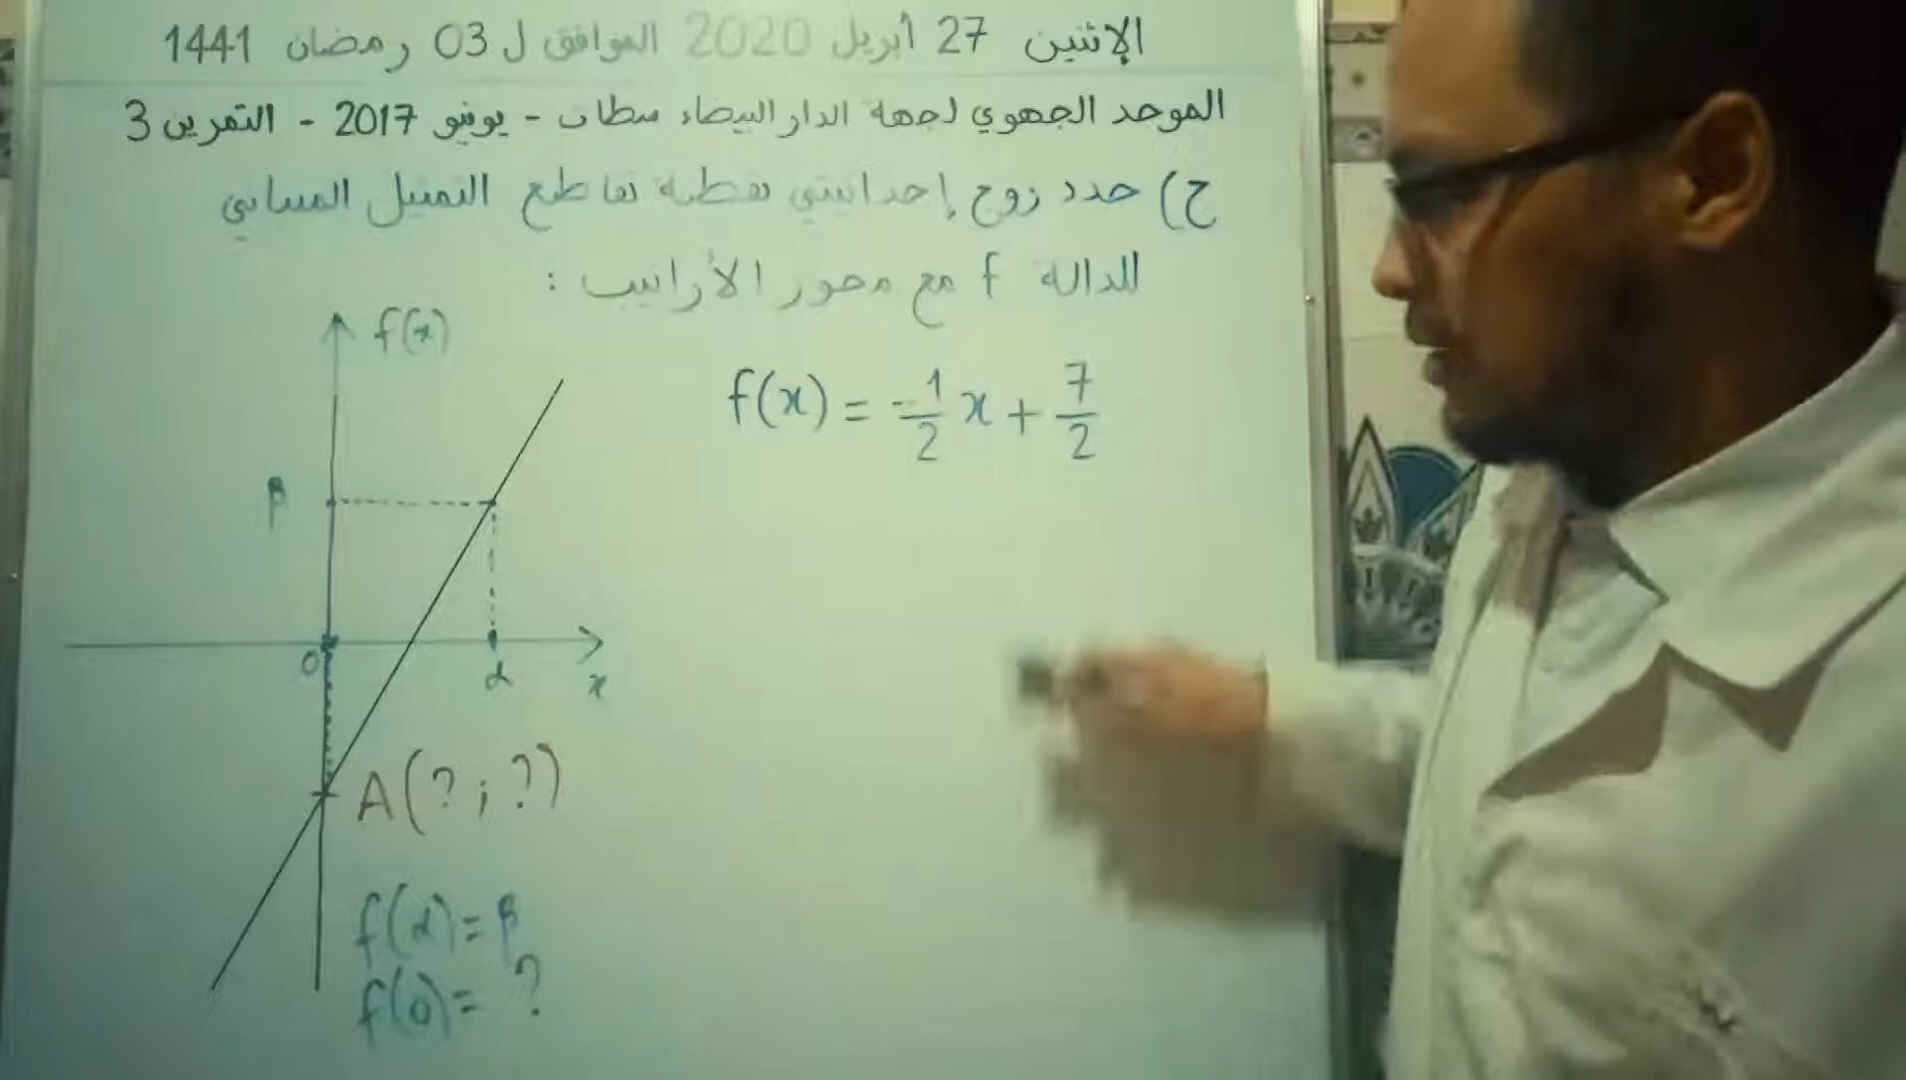 الإثنين 27 أبريل 2020 الموافق ل 03 رمضان 1441
الموحد الجهوي لجهة الدار البيضاء سطات - يونيو 2017 - التمرين 3
ح) حدد زوج إحداثيتي نقطة تقاطع التمثيل المبياني
للدالة f مع محور الأراتيب :
f(x)
f(x) = -1/2 x + 7/2
β
0
α
x
A(? ; ?)
f(α) = β
f(0) = ?